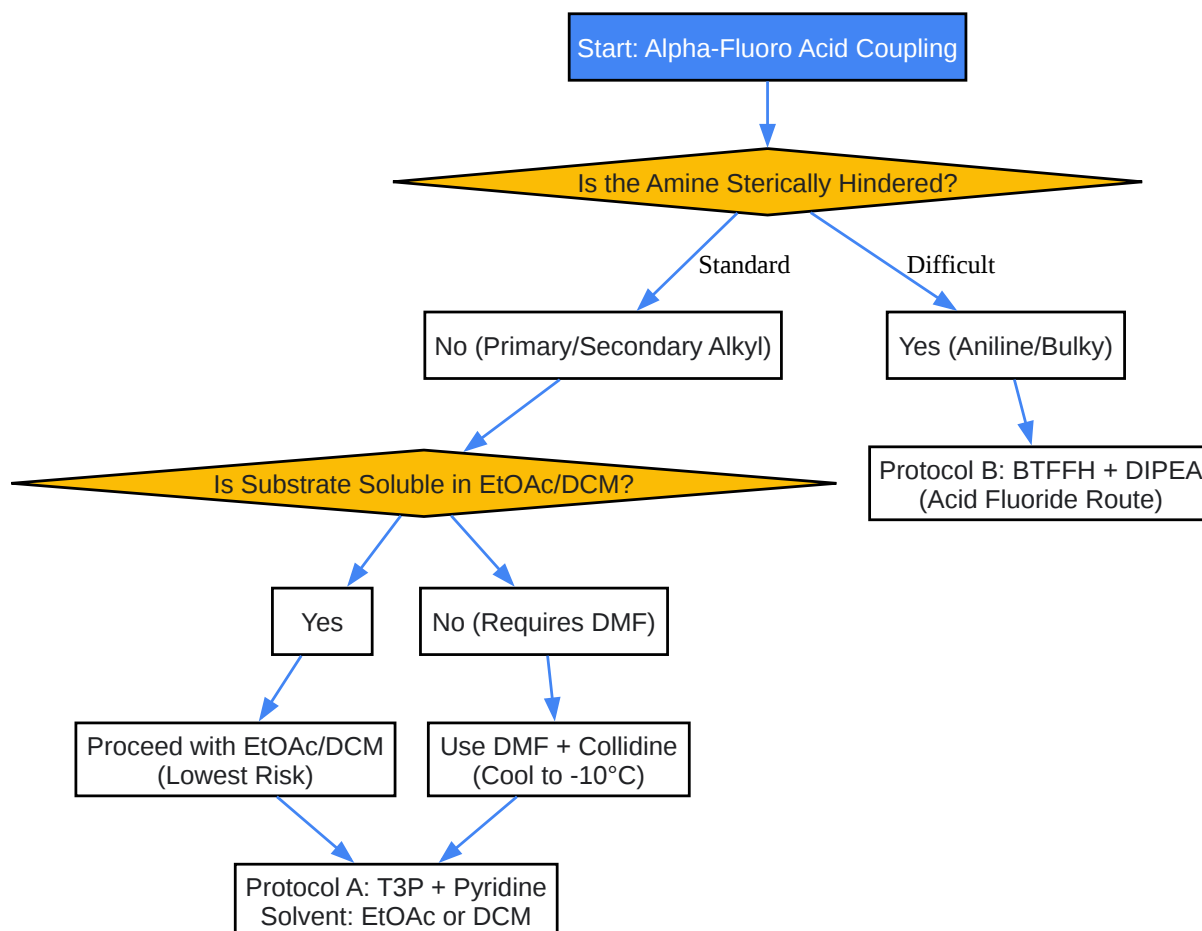 Start: Alpha-Fluoro Acid Coupling
Is the Amine Sterically Hindered?
Standard
Difficult
No (Primary/Secondary Alkyl)
Yes (Aniline/Bulky)
Is Substrate Soluble in EtOAc/DCM?
Protocol B: BTFFH + DIPEA
(Acid Fluoride Route)
Yes
No (Requires DMF)
Proceed with EtOAc/DCM
(Lowest Risk)
Use DMF + Collidine
(Cool to -10°C)
Protocol A: T3P + Pyridine
Solvent: EtOAc or DCM